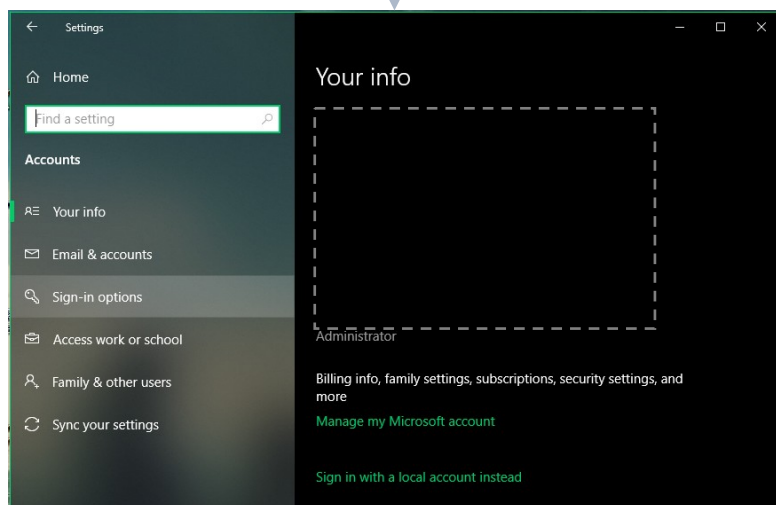 Settings
Home
Find a setting
Accounts
Your info
Email & accounts
Sign-in options
Access work or school
Family & other users
Sync your settings
Your info
Administrator
Billing info, family settings, subscriptions, security settings, and
more
Manage my Microsoft account
Sign in with a local account instead